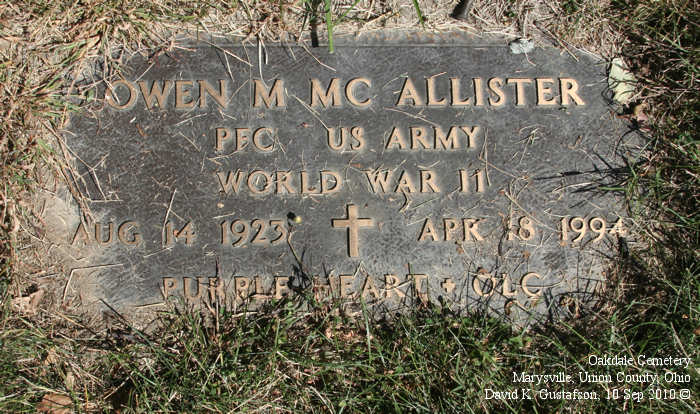 OWEN M MC ALLISTER
PFC US ARMY
WORLD WAR II
AUG 14 1923 APR 18 1994
PURPLE HEART + OLC
Oakdale Cemetery
Marysville, Union County, Ohio
David K. Gustafson, 10 Sep 2010 ©